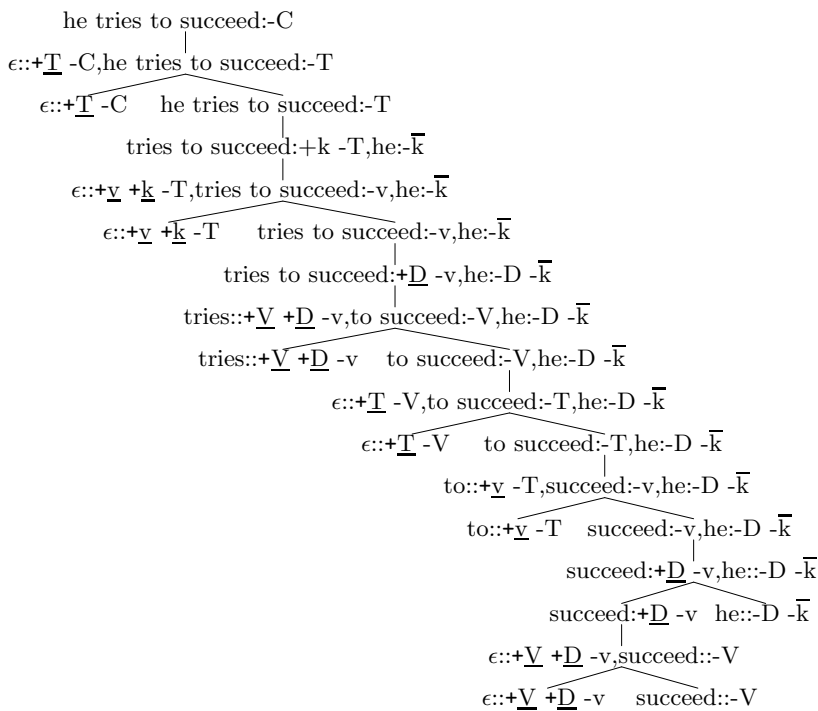 he tries to succeed:-C
ϵ::+T̲ -C,he tries to succeed:-T
ϵ::+T̲ -C he tries to succeed:-T
tries to succeed:+k -T,he:-k̅
ϵ::+v̲ +k̲ -T,tries to succeed:-v,he:-k̅
ϵ::+v̲ +k̲ -T tries to succeed:-v,he:-k̅
tries to succeed:+D̲ -v,he:-D -k̅
tries::+V̲ +D̲ -v,to succeed:-V,he:-D -k̅
tries::+V̲ +D̲ -v to succeed:-V,he:-D -k̅
ϵ::+T̲ -V,to succeed:-T,he:-D -k̅
ϵ::+T̲ -V to succeed:-T,he:-D -k̅
to::+v̲ -T,succeed:-v,he:-D -k̅
to::+v̲ -T succeed:-v,he:-D -k̅
succeed:+D̲ -v,he::-D -k̅
succeed:+D̲ -v he::-D -k̅
ϵ::+V̲ +D̲ -v,succeed::-V
ϵ::+V̲ +D̲ -v succeed::-V